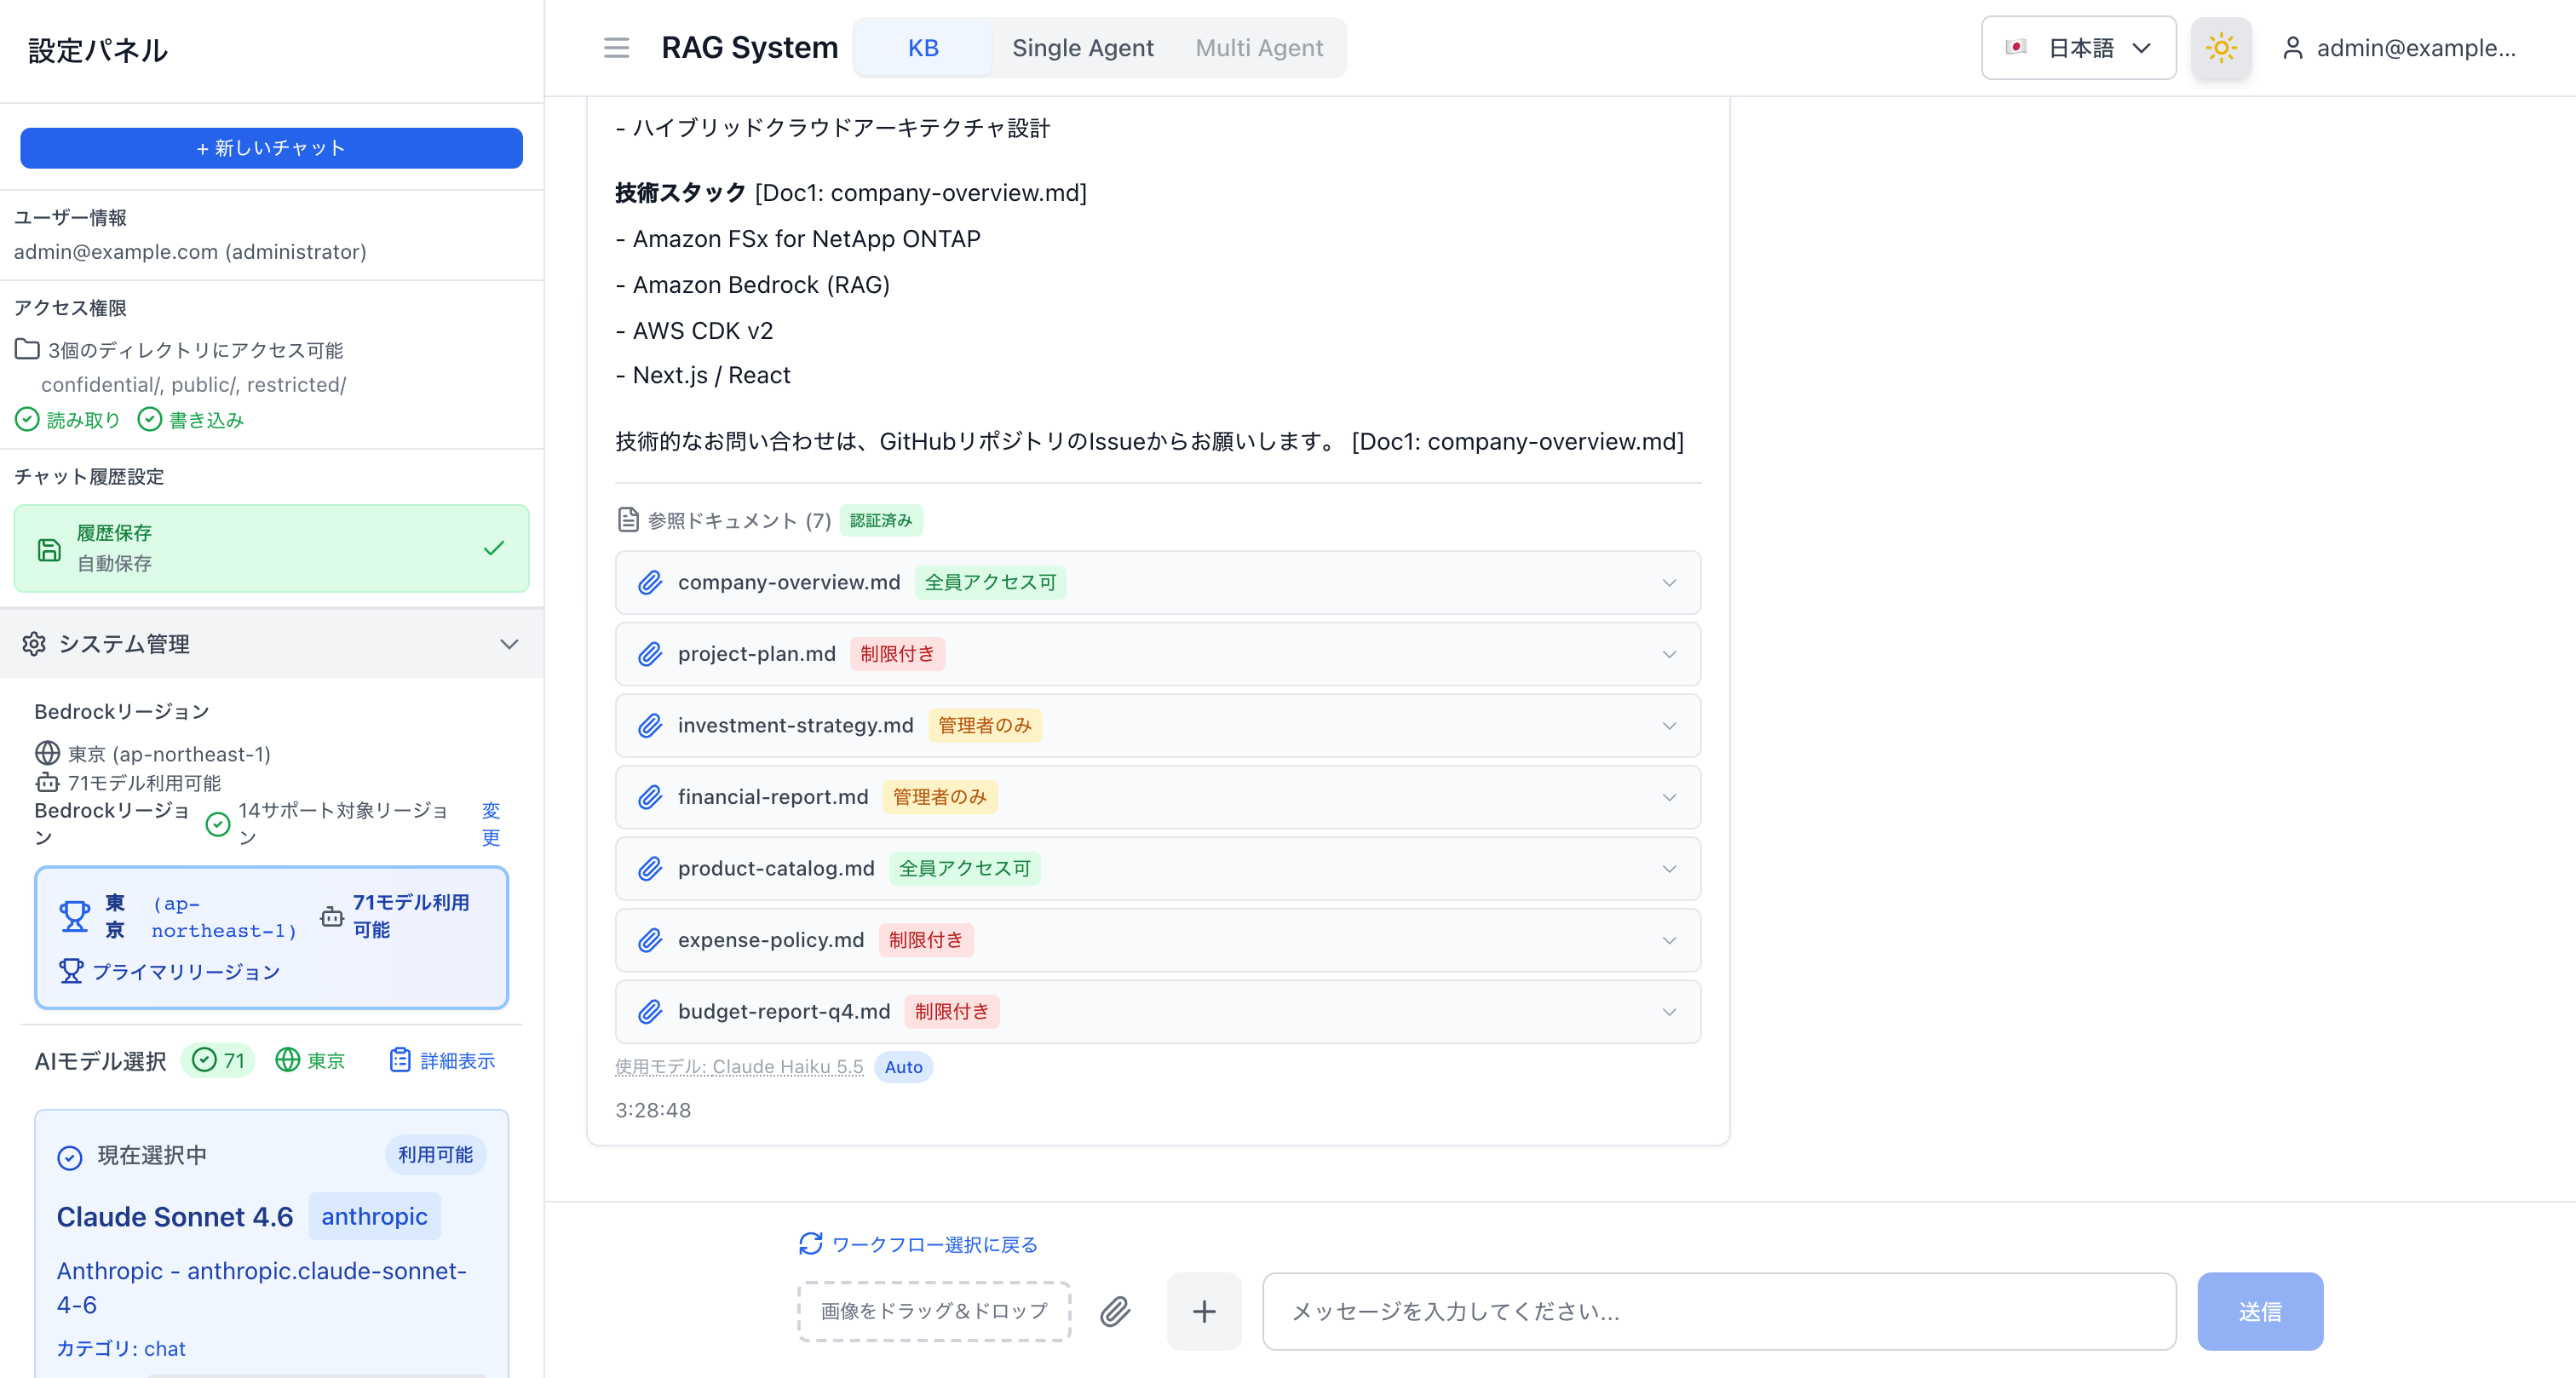 設定パネル
+ 新しいチャット
ユーザー情報
admin@example.com (administrator)
アクセス権限
3個のディレクトリにアクセス可能
confidential/, public/, restricted/
読み取り 書き込み
チャット履歴設定
履歴保存
自動保存
システム管理
Bedrockリージョン
東京 (ap-northeast-1)
71モデル利用可能
Bedrockリージョ
ン
14サポート対象リージョ
ン
変
更
東
京
(ap-
northeast-1)
71モデル利用
可能
プライマリリージョン
AIモデル選択 71 東京 詳細表示
現在選択中 利用可能
Claude Sonnet 4.6 anthropic
Anthropic - anthropic.claude-sonnet-
4-6
カテゴリ: chat
RAG System KB Single Agent Multi Agent
日本語 admin@example...
- ハイブリッドクラウドアーキテクチャ設計
技術スタック [Doc1: company-overview.md]
- Amazon FSx for NetApp ONTAP
- Amazon Bedrock (RAG)
- AWS CDK v2
- Next.js / React
技術的なお問い合わせは、GitHubリポジトリのIssueからお願いします。 [Doc1: company-overview.md]
参照ドキュメント (7) 認証済み
company-overview.md 全員アクセス可
project-plan.md 制限付き
investment-strategy.md 管理者のみ
financial-report.md 管理者のみ
product-catalog.md 全員アクセス可
expense-policy.md 制限付き
budget-report-q4.md 制限付き
使用モデル: Claude Haiku 5.5 Auto
3:28:48
ワークフロー選択に戻る
画像をドラッグ＆ドロップ
+
メッセージを入力してください...
送信